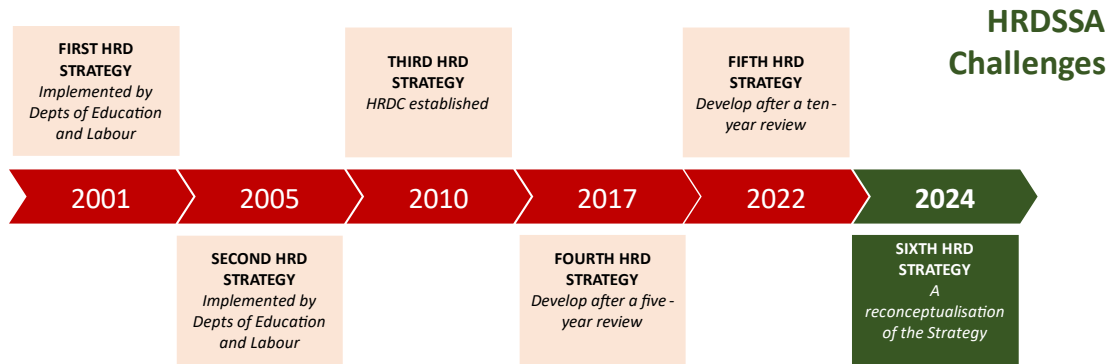 HRDSSA
Challenges
FIRST HRD
STRATEGY
Implemented by
Depts of Education
and Labour
THIRD HRD
STRATEGY
HRDC established
FIFTH HRD
STRATEGY
Develop after a ten-
year review
2001
2005
2010
2017
2022
2024
SECOND HRD
STRATEGY
Implemented by
Depts of Education
and Labour
FOURTH HRD
STRATEGY
Develop after a five-
year review
SIXTH HRD
STRATEGY
A
reconceptualisation
of the Strategy